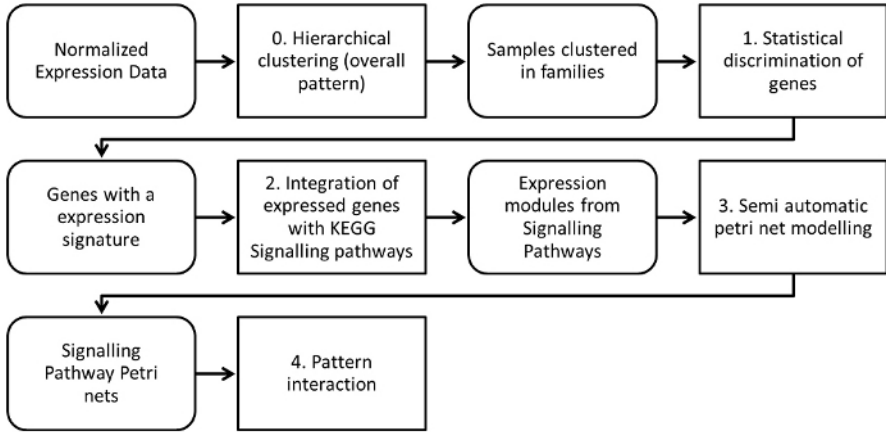 Normalized
Expression Data
0. Hierarchical
clustering (overall
pattern)
Samples clustered
in families
1. Statistical
discrimination of
genes
Genes with a
expression
signature
2. Integration of
expressed genes
with KEGG
Signalling pathways
Expression
modules from
Signalling
Pathways
3. Semi automatic
petri net modelling
Signalling
Pathway Petri
nets
4. Pattern
interaction